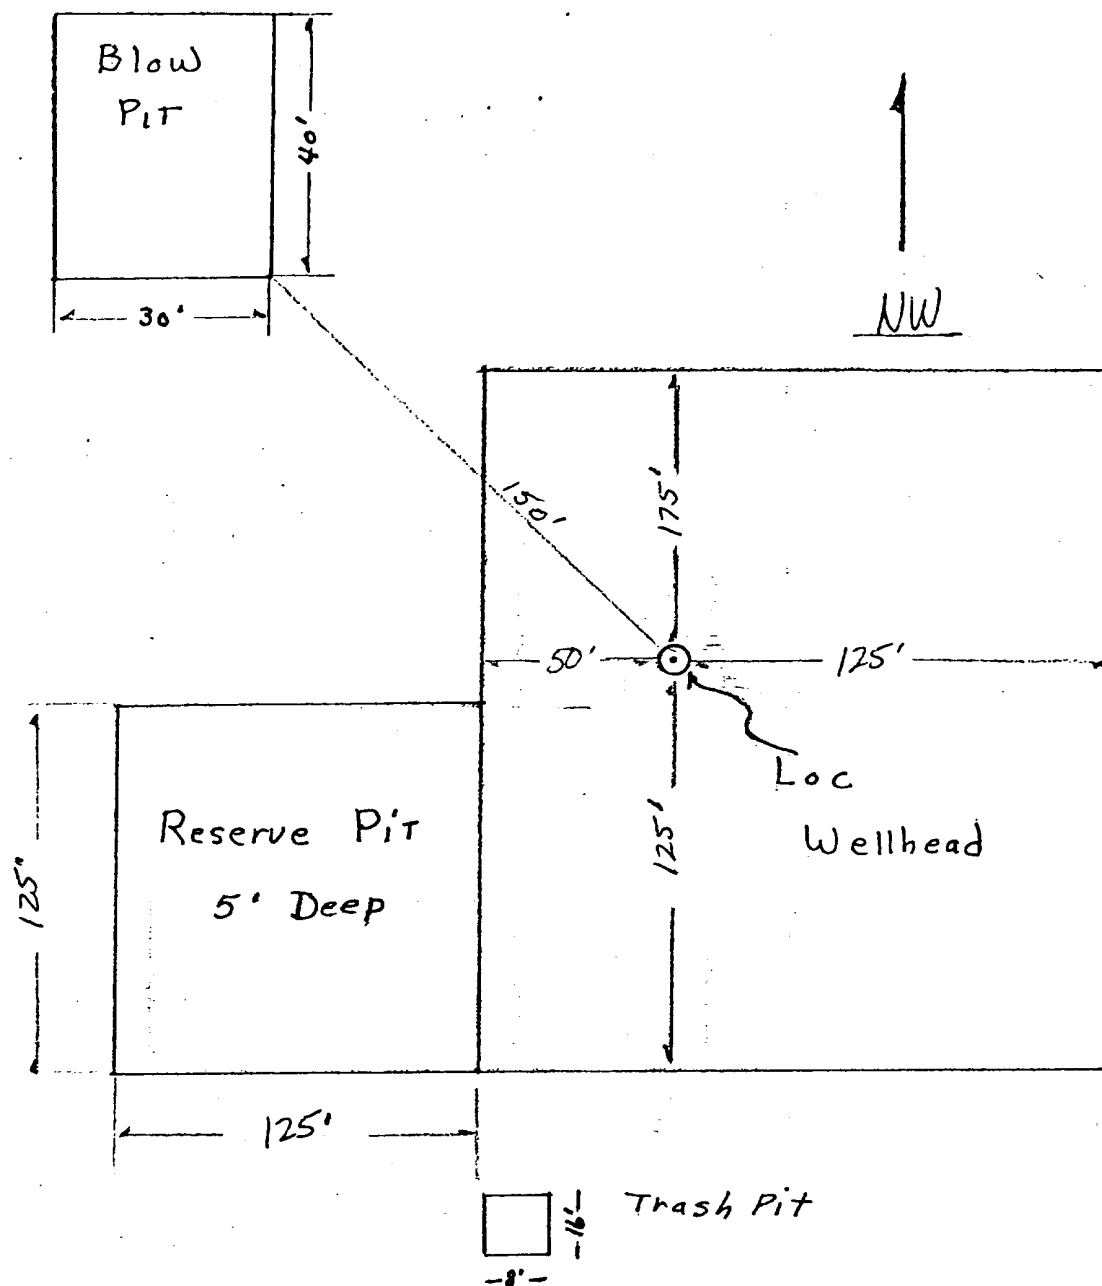 Blow
PIT
40'
30'
NW
150'
175'
50'
125'
Loc
Wellhead
125'
Reserve PiT
5' Deep
125'
125'
Trash Pit
16'
8'